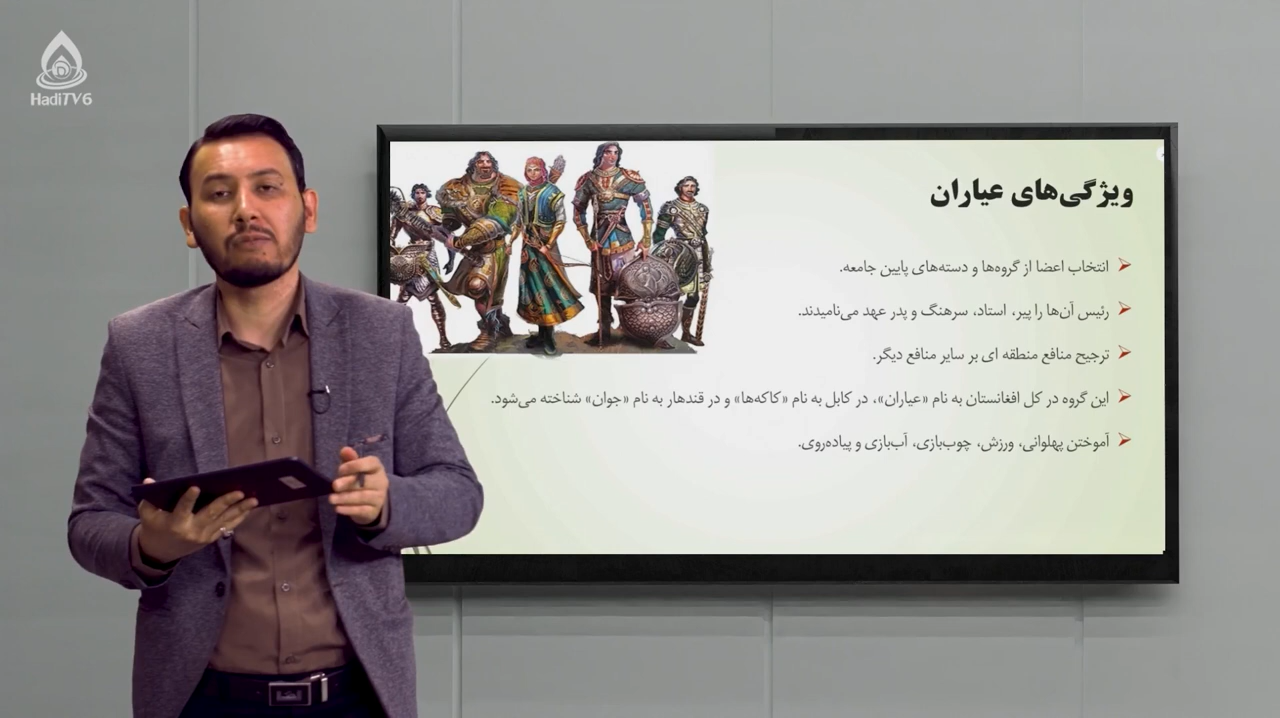 HadiTV6
ویژگی‌های عیاران
انتخاب اعضا از گروه‌ها و دسته‌های پایین جامعه.
رئیس آن‌ها را پیر، استاد، سرهنگ و پدر عهد می‌نامیدند.
ترجیح منافع منطقه ای بر سایر منافع دیگر.
این گروه در کل افغانستان به نام «عیاران»، در کابل به نام «کاکه‌ها» و در قندهار به نام «جوان» شناخته می‌شود.
آموختن پهلوانی، ورزش، چوب‌بازی، آب‌بازی و پیاده‌روی.